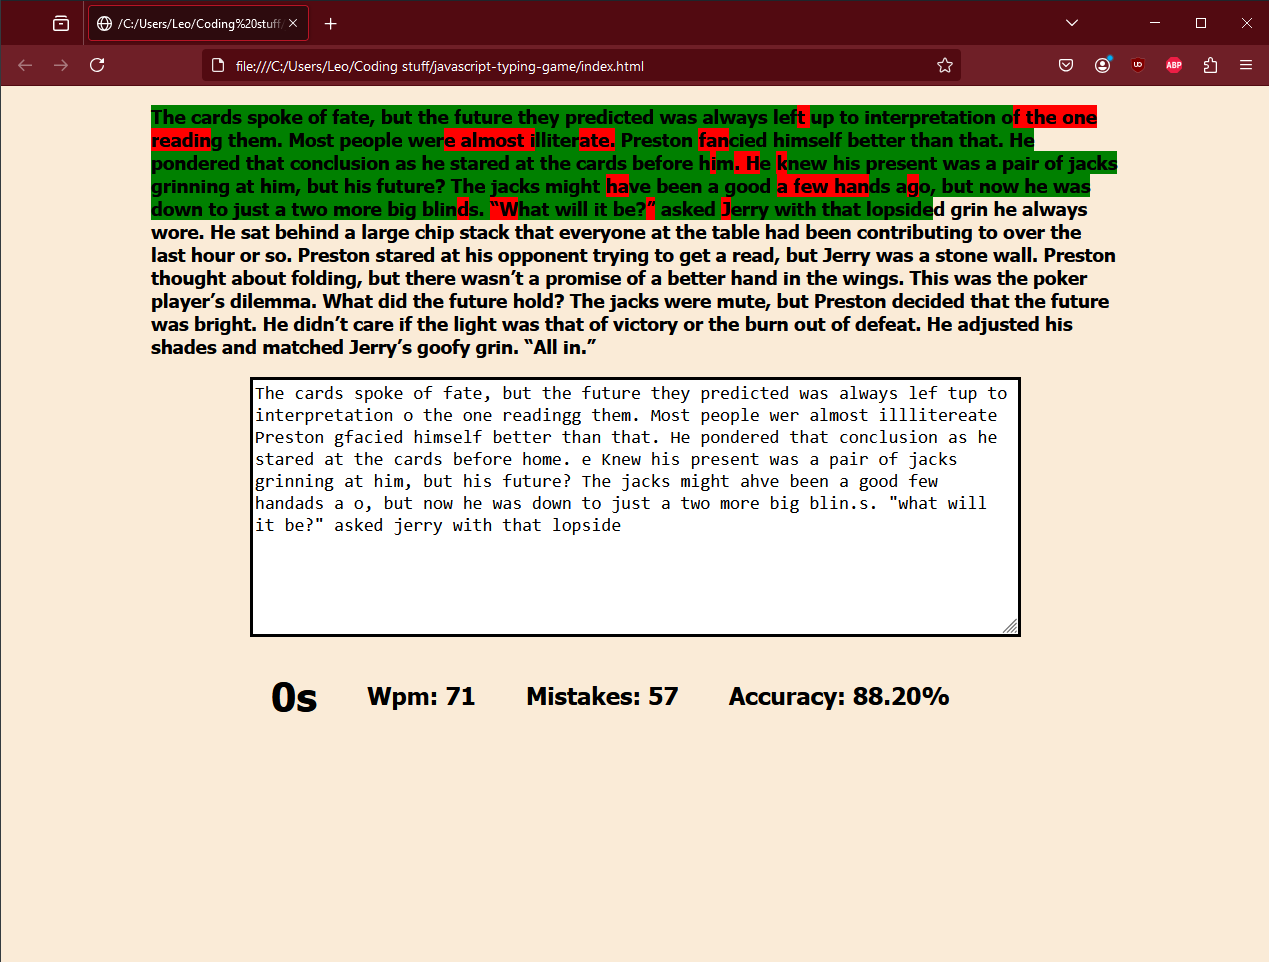 /C:/Users/Leo/Coding%20stuff/
file:///C:/Users/Leo/Coding stuff/javascript-typing-game/index.html
UD
ABP
The cards spoke of fate, but the future they predicted was always left up to interpretation of the one
reading them. Most people were almost illiterate. Preston fancied himself better than that. He
pondered that conclusion as he stared at the cards before him. He knew his present was a pair of jacks
grinning at him, but his future? The jacks might have been a good a few hands ago, but now he was
down to just a two more big blinds. “What will it be?” asked Jerry with that lopsided grin he always
wore. He sat behind a large chip stack that everyone at the table had been contributing to over the
last hour or so. Preston stared at his opponent trying to get a read, but Jerry was a stone wall. Preston
thought about folding, but there wasn’t a promise of a better hand in the wings. This was the poker
player’s dilemma. What did the future hold? The jacks were mute, but Preston decided that the future
was bright. He didn’t care if the light was that of victory or the burn out of defeat. He adjusted his
shades and matched Jerry’s goofy grin. “All in.”
The cards spoke of fate, but the future they predicted was always lef tup to
interpretation o the one readingg them. Most people wer almost illlitereate
Preston gfacied himself better than that. He pondered that conclusion as he
stared at the cards before home. e Knew his present was a pair of jacks
grinning at him, but his future? The jacks might ahve been a good few
handads a o, but now he was down to just a two more big blin.s. "what will
it be?" asked jerry with that lopside
0s Wpm: 71 Mistakes: 57 Accuracy: 88.20%